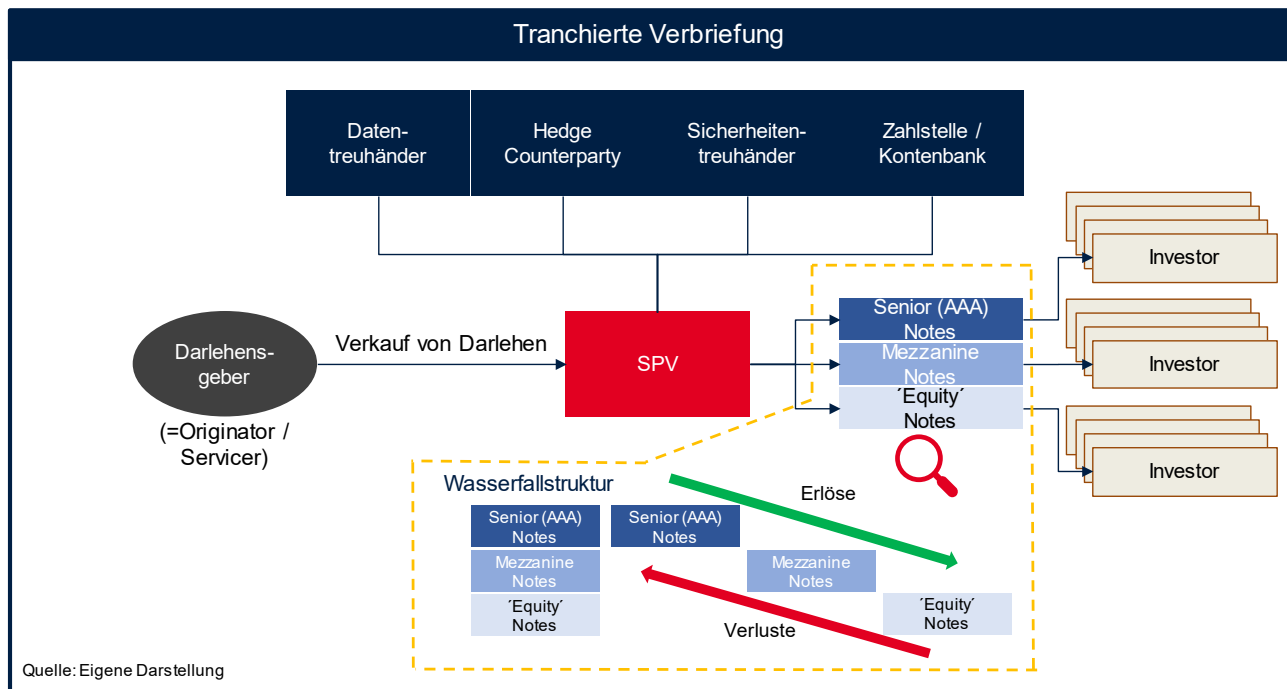 Tranchierte Verbriefung
Daten-
treuhänder
Hedge
Counterparty
Sicherheiten-
treuhänder
Zahlstelle /
Kontenbank
Investor
Senior (AAA)
Notes
Darlehens-
geber
Verkauf von Darlehen
SPV
Mezzanine
Notes
Investor
´Equity´
Notes
(=Originator /
Servicer)
Investor
Wasserfallstruktur
Erlöse
Senior (AAA)
Notes
Senior (AAA)
Notes
Mezzanine
Notes
Mezzanine
Notes
´Equity´
Notes
´Equity´
Notes
Verluste
Quelle: Eigene Darstellung